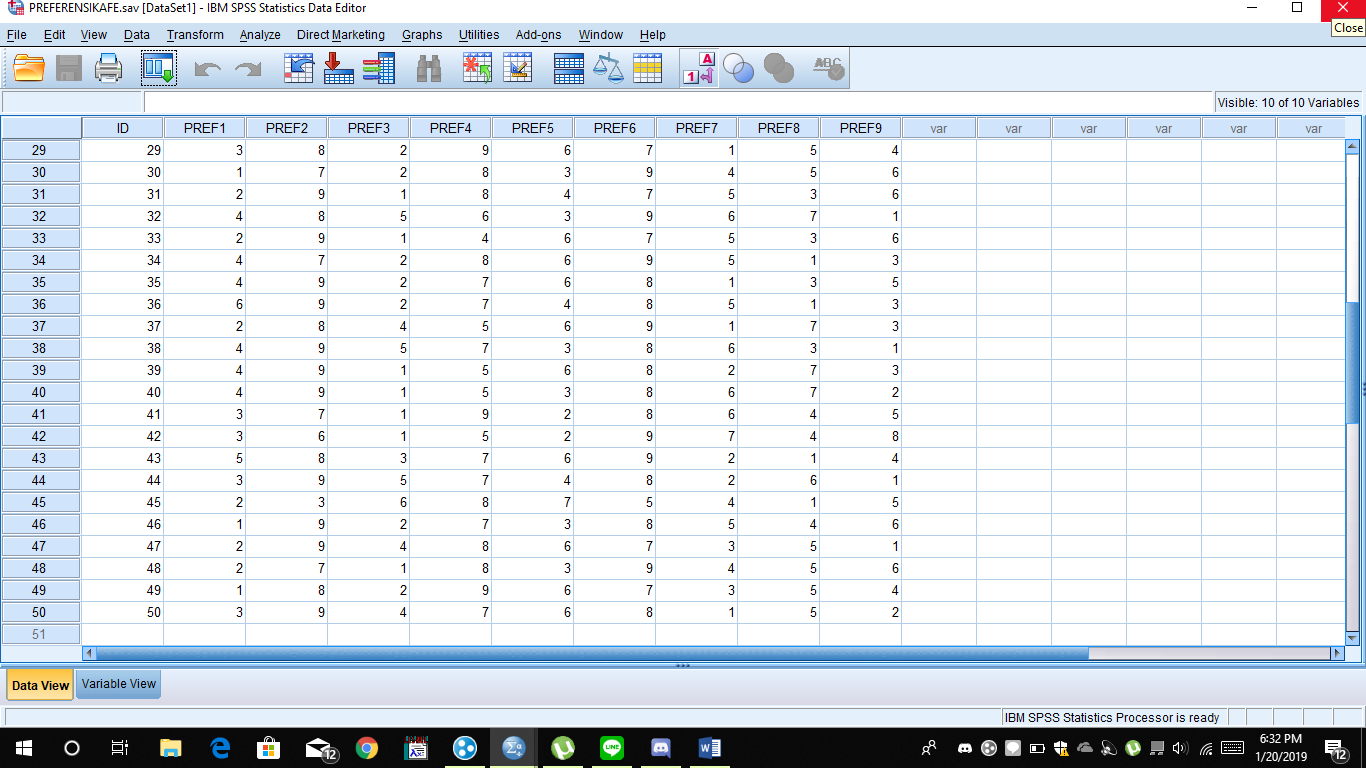 PREFERENSIKAFE.sav [DataSet1] - IBM SPSS Statistics Data Editor
Close
File Edit View Data Transform Analyze Direct Marketing Graphs Utilities Add-ons Window Help
1 A ABC
Visible: 10 of 10 Variables
ID PREF1 PREF2 PREF3 PREF4 PREF5 PREF6 PREF7 PREF8 PREF9 var var var var var var
29 29 3 8 2 9 6 7 1 5 4
30 30 1 7 2 8 3 9 4 5 6
31 31 2 9 1 8 4 7 5 3 6
32 32 4 8 5 6 3 9 6 7 1
33 33 2 9 1 4 6 7 5 3 6
34 34 4 7 2 8 6 9 5 1 3
35 35 4 9 2 7 6 8 1 3 5
36 36 6 9 2 7 4 8 5 1 3
37 37 2 8 4 5 6 9 1 7 3
38 38 4 9 5 7 3 8 6 3 1
39 39 4 9 1 5 6 8 2 7 3
40 40 4 9 1 5 3 8 6 7 2
41 41 3 7 1 9 2 8 6 4 5
42 42 3 6 1 5 2 9 7 4 8
43 43 5 8 3 7 6 9 2 1 4
44 44 3 9 5 7 4 8 2 6 1
45 45 2 3 6 8 7 5 4 1 5
46 46 1 9 2 7 3 8 5 4 6
47 47 2 9 4 8 6 7 3 5 1
48 48 2 7 1 8 3 9 4 5 6
49 49 1 8 2 9 6 7 3 5 4
50 50 3 9 4 7 6 8 1 5 2
51
Data View Variable View
IBM SPSS Statistics Processor is ready
12 LINE 6:32 PM 12
1/20/2019